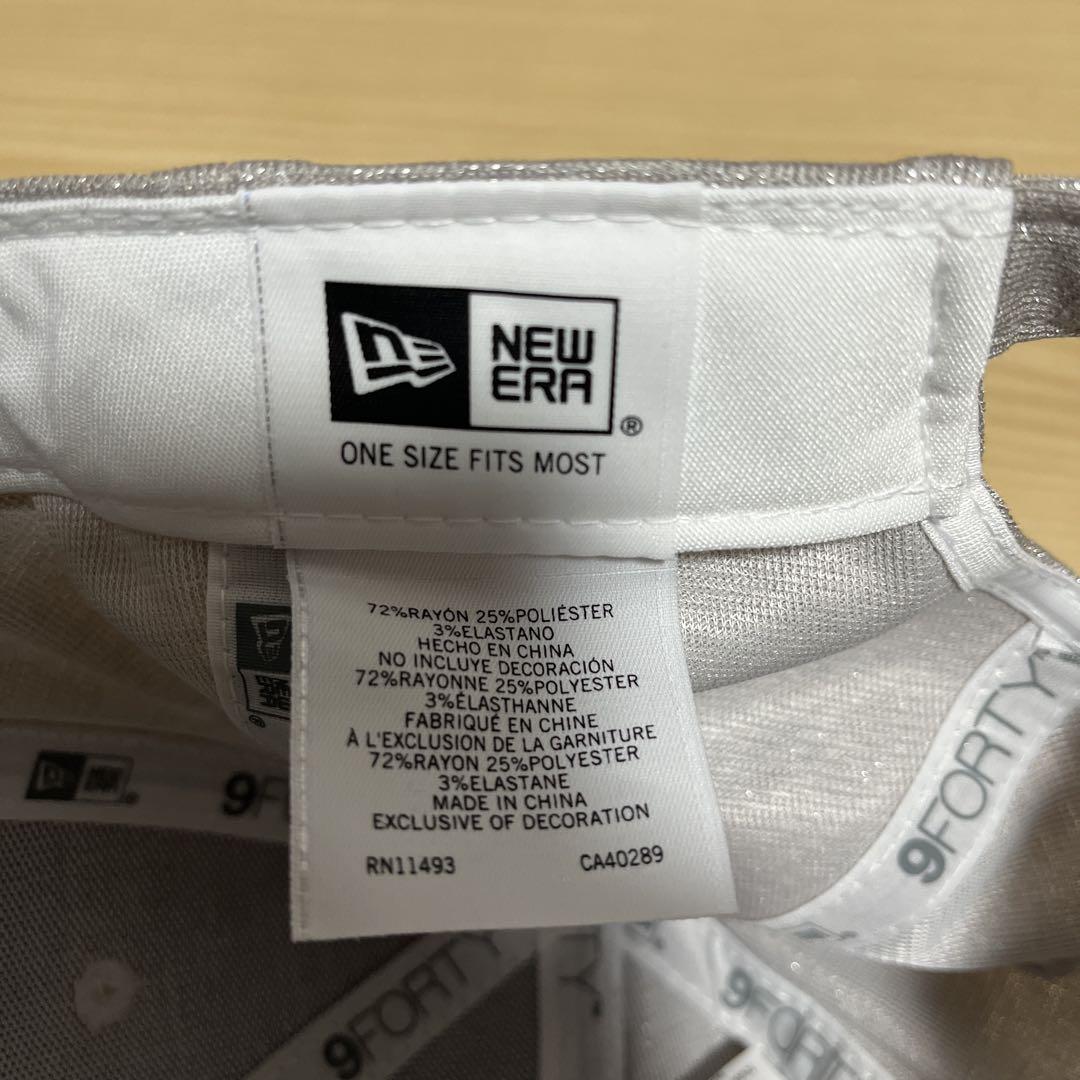 NEW
ERA
®
ONE SIZE FITS MOST
72%RAYÓN 25%POLIÉSTER
3%ELASTANO
HECHO EN CHINA
NO INCLUYE DECORACIÓN
72%RAYONNE 25%POLYESTER
3%ÉLASTHANNE
FABRIQUÉ EN CHINE
À L'EXCLUSION DE LA GARNITURE
72%RAYON 25%POLYESTER
3%ELASTANE
MADE IN CHINA
EXCLUSIVE OF DECORATION
RN11493 CA40289
9FORTY
9FORTY
9FORTY